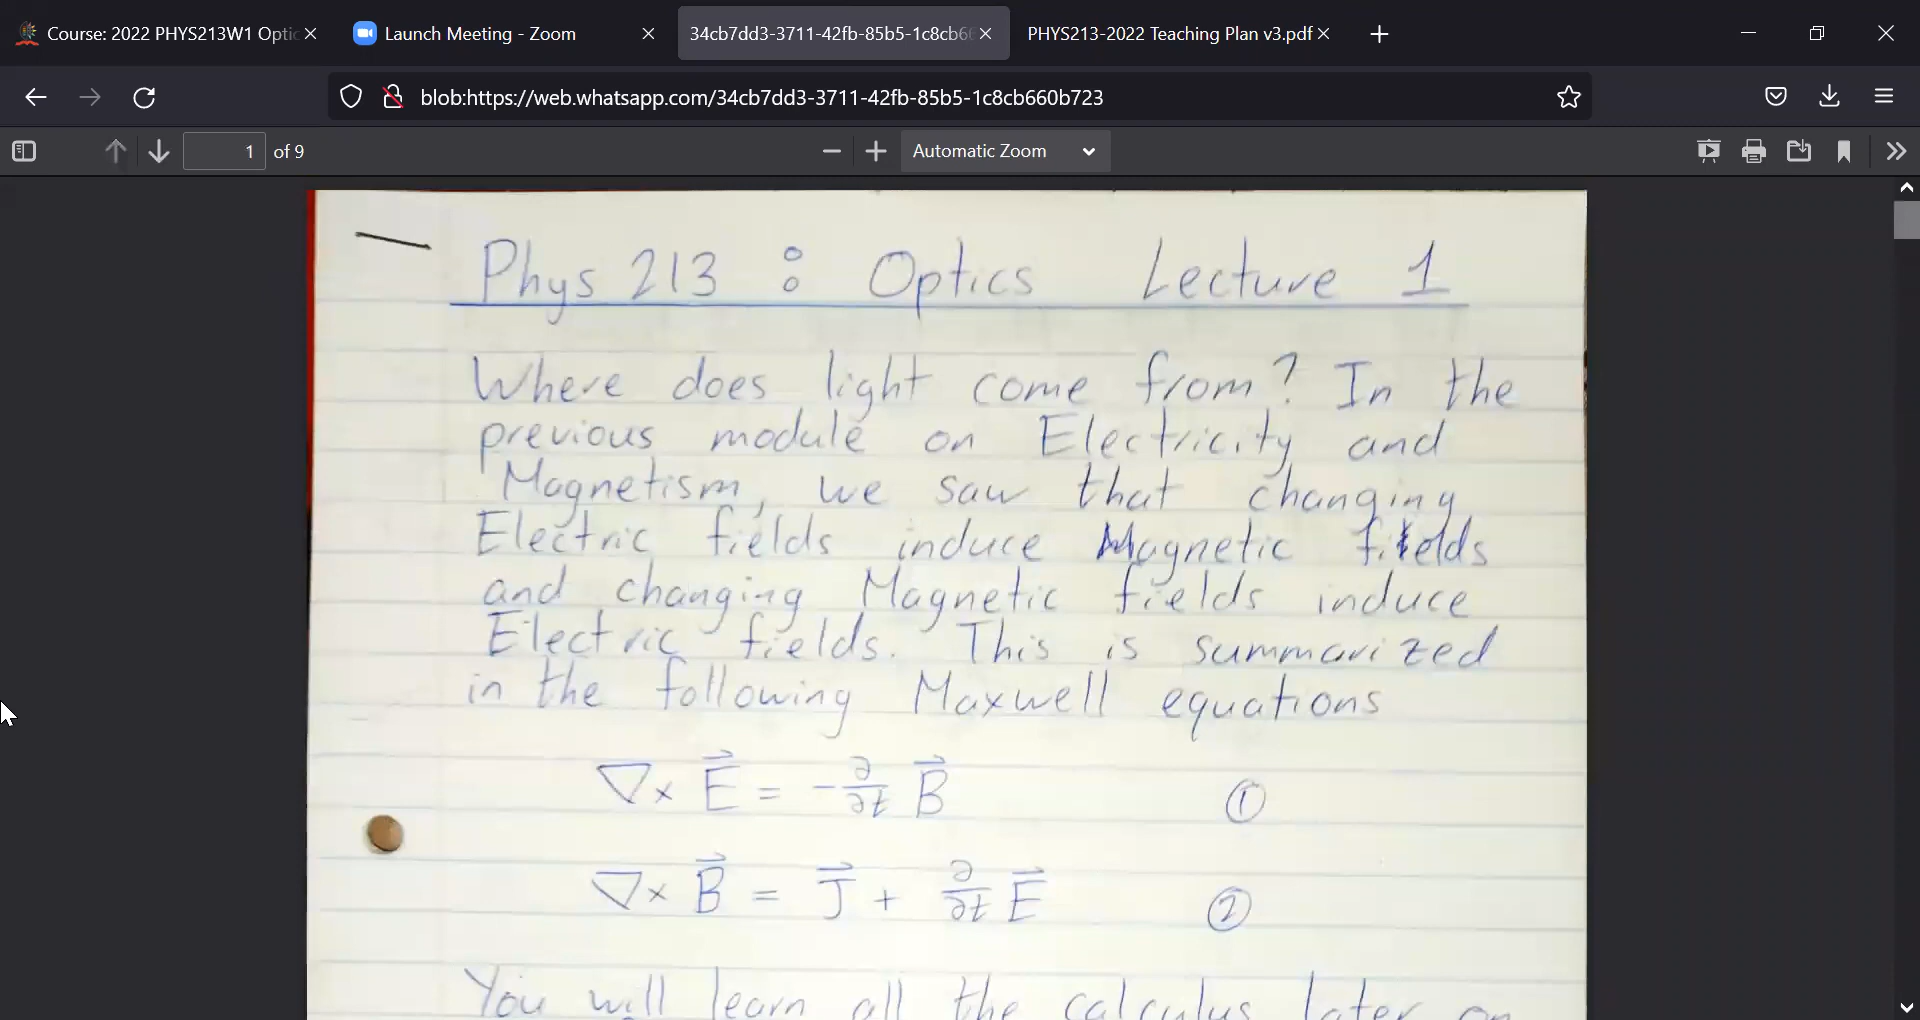 Course: 2022 PHYS213W1 Optic
Launch Meeting - Zoom
34cb7dd3-3711-42fb-85b5-1c8cb66
PHYS213-2022 Teaching Plan v3.pdf
blob:https://web.whatsapp.com/34cb7dd3-3711-42fb-85b5-1c8cb660b723
1 of 9
Automatic Zoom
Phys 213 : Optics Lecture 1
Where does light come from? In the
previous module on Electricity and
Magnetism, we saw that changing
Electric fields induce Magnetic fields
and changing Magnetic fields induce
Electric fields. This is summarized
in the following Maxwell equations
∇× E⃗ = -∂/∂t B⃗ ①
∇× B⃗ = J⃗ + ∂/∂t E⃗ ②
You will learn all the calculus later on